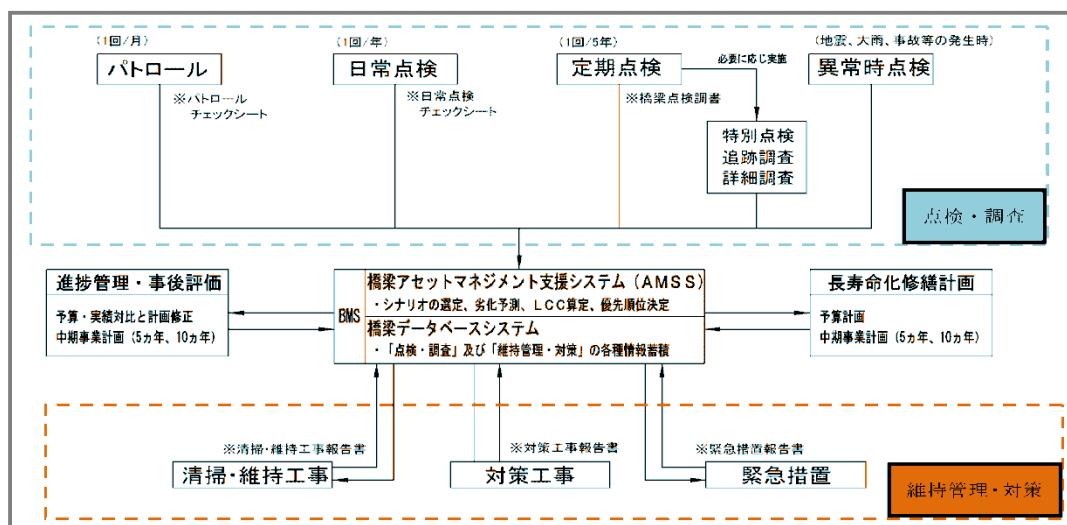 (1回/月)
パトロール
※パトロール
チェックシート
(1回/年)
日常点検
※日常点検
チェックシート
(1回/5年)
定期点検
※橋梁点検調書
必要に応じ実施
特別点検
追跡調査
詳細調査
(地震、大雨、事故等の発生時)
異常時点検
点検・調査
進捗管理・事後評価
予算・実績対比と計画修正
中期事業計画(5ヵ年、10ヵ年)
BMS
橋梁アセットマネジメント支援システム(AMSS)
・シナリオの選定、劣化予測、LCC算定、優先順位決定
橋梁データベースシステム
・「点検・調査」及び「維持管理・対策」の各種情報蓄積
長寿命化修繕計画
予算計画
中期事業計画(5ヵ年、10ヵ年)
※清掃・維持工事報告書
清掃・維持工事
※対策工事報告書
対策工事
※緊急措置報告書
緊急措置
維持管理・対策